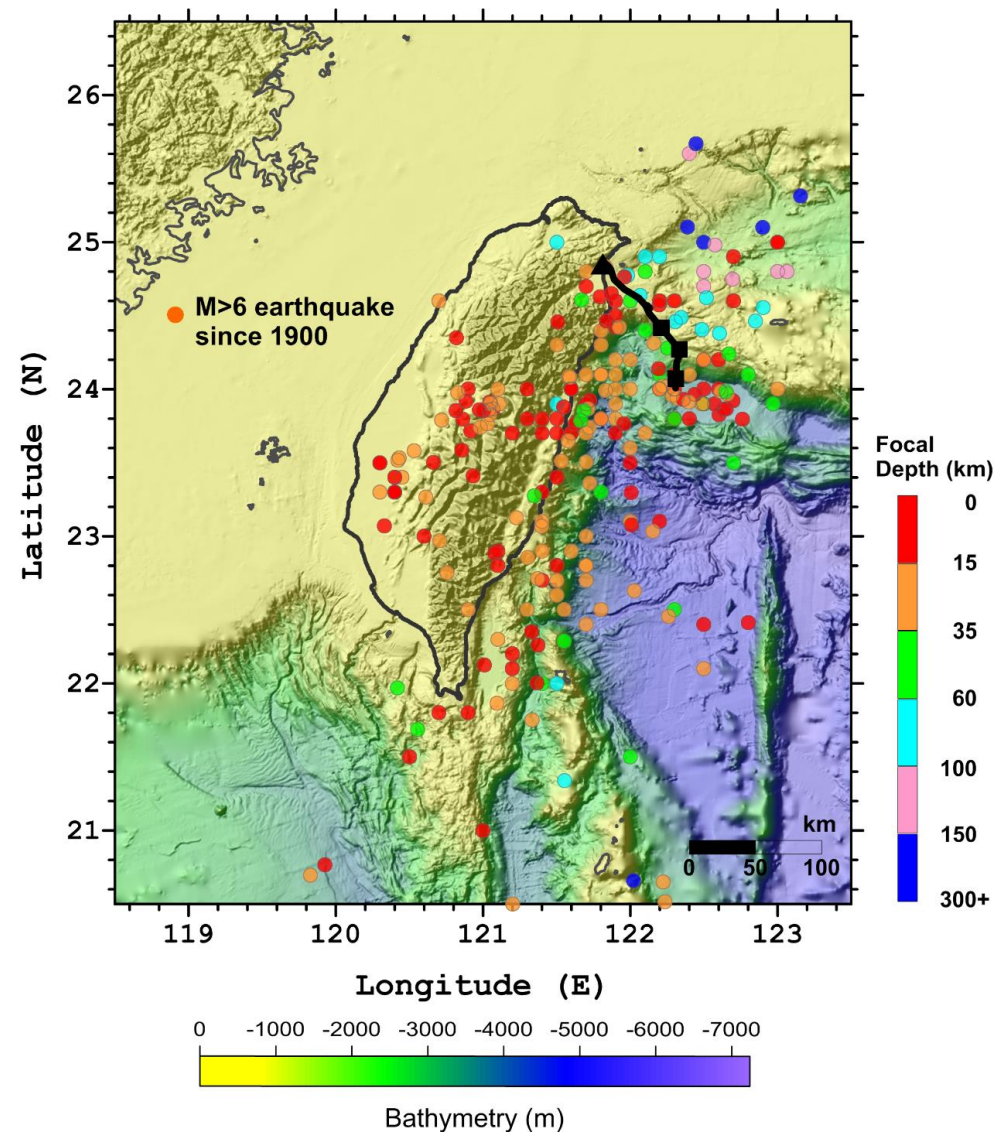 26
25
24
23
22
21
Latitude (N)
M>6 earthquake
since 1900
km
0 50 100
119 120 121 122 123
Longitude (E)
Focal
Depth (km)
0
15
35
60
100
150
300+
0 -1000 -2000 -3000 -4000 -5000 -6000 -7000
Bathymetry (m)